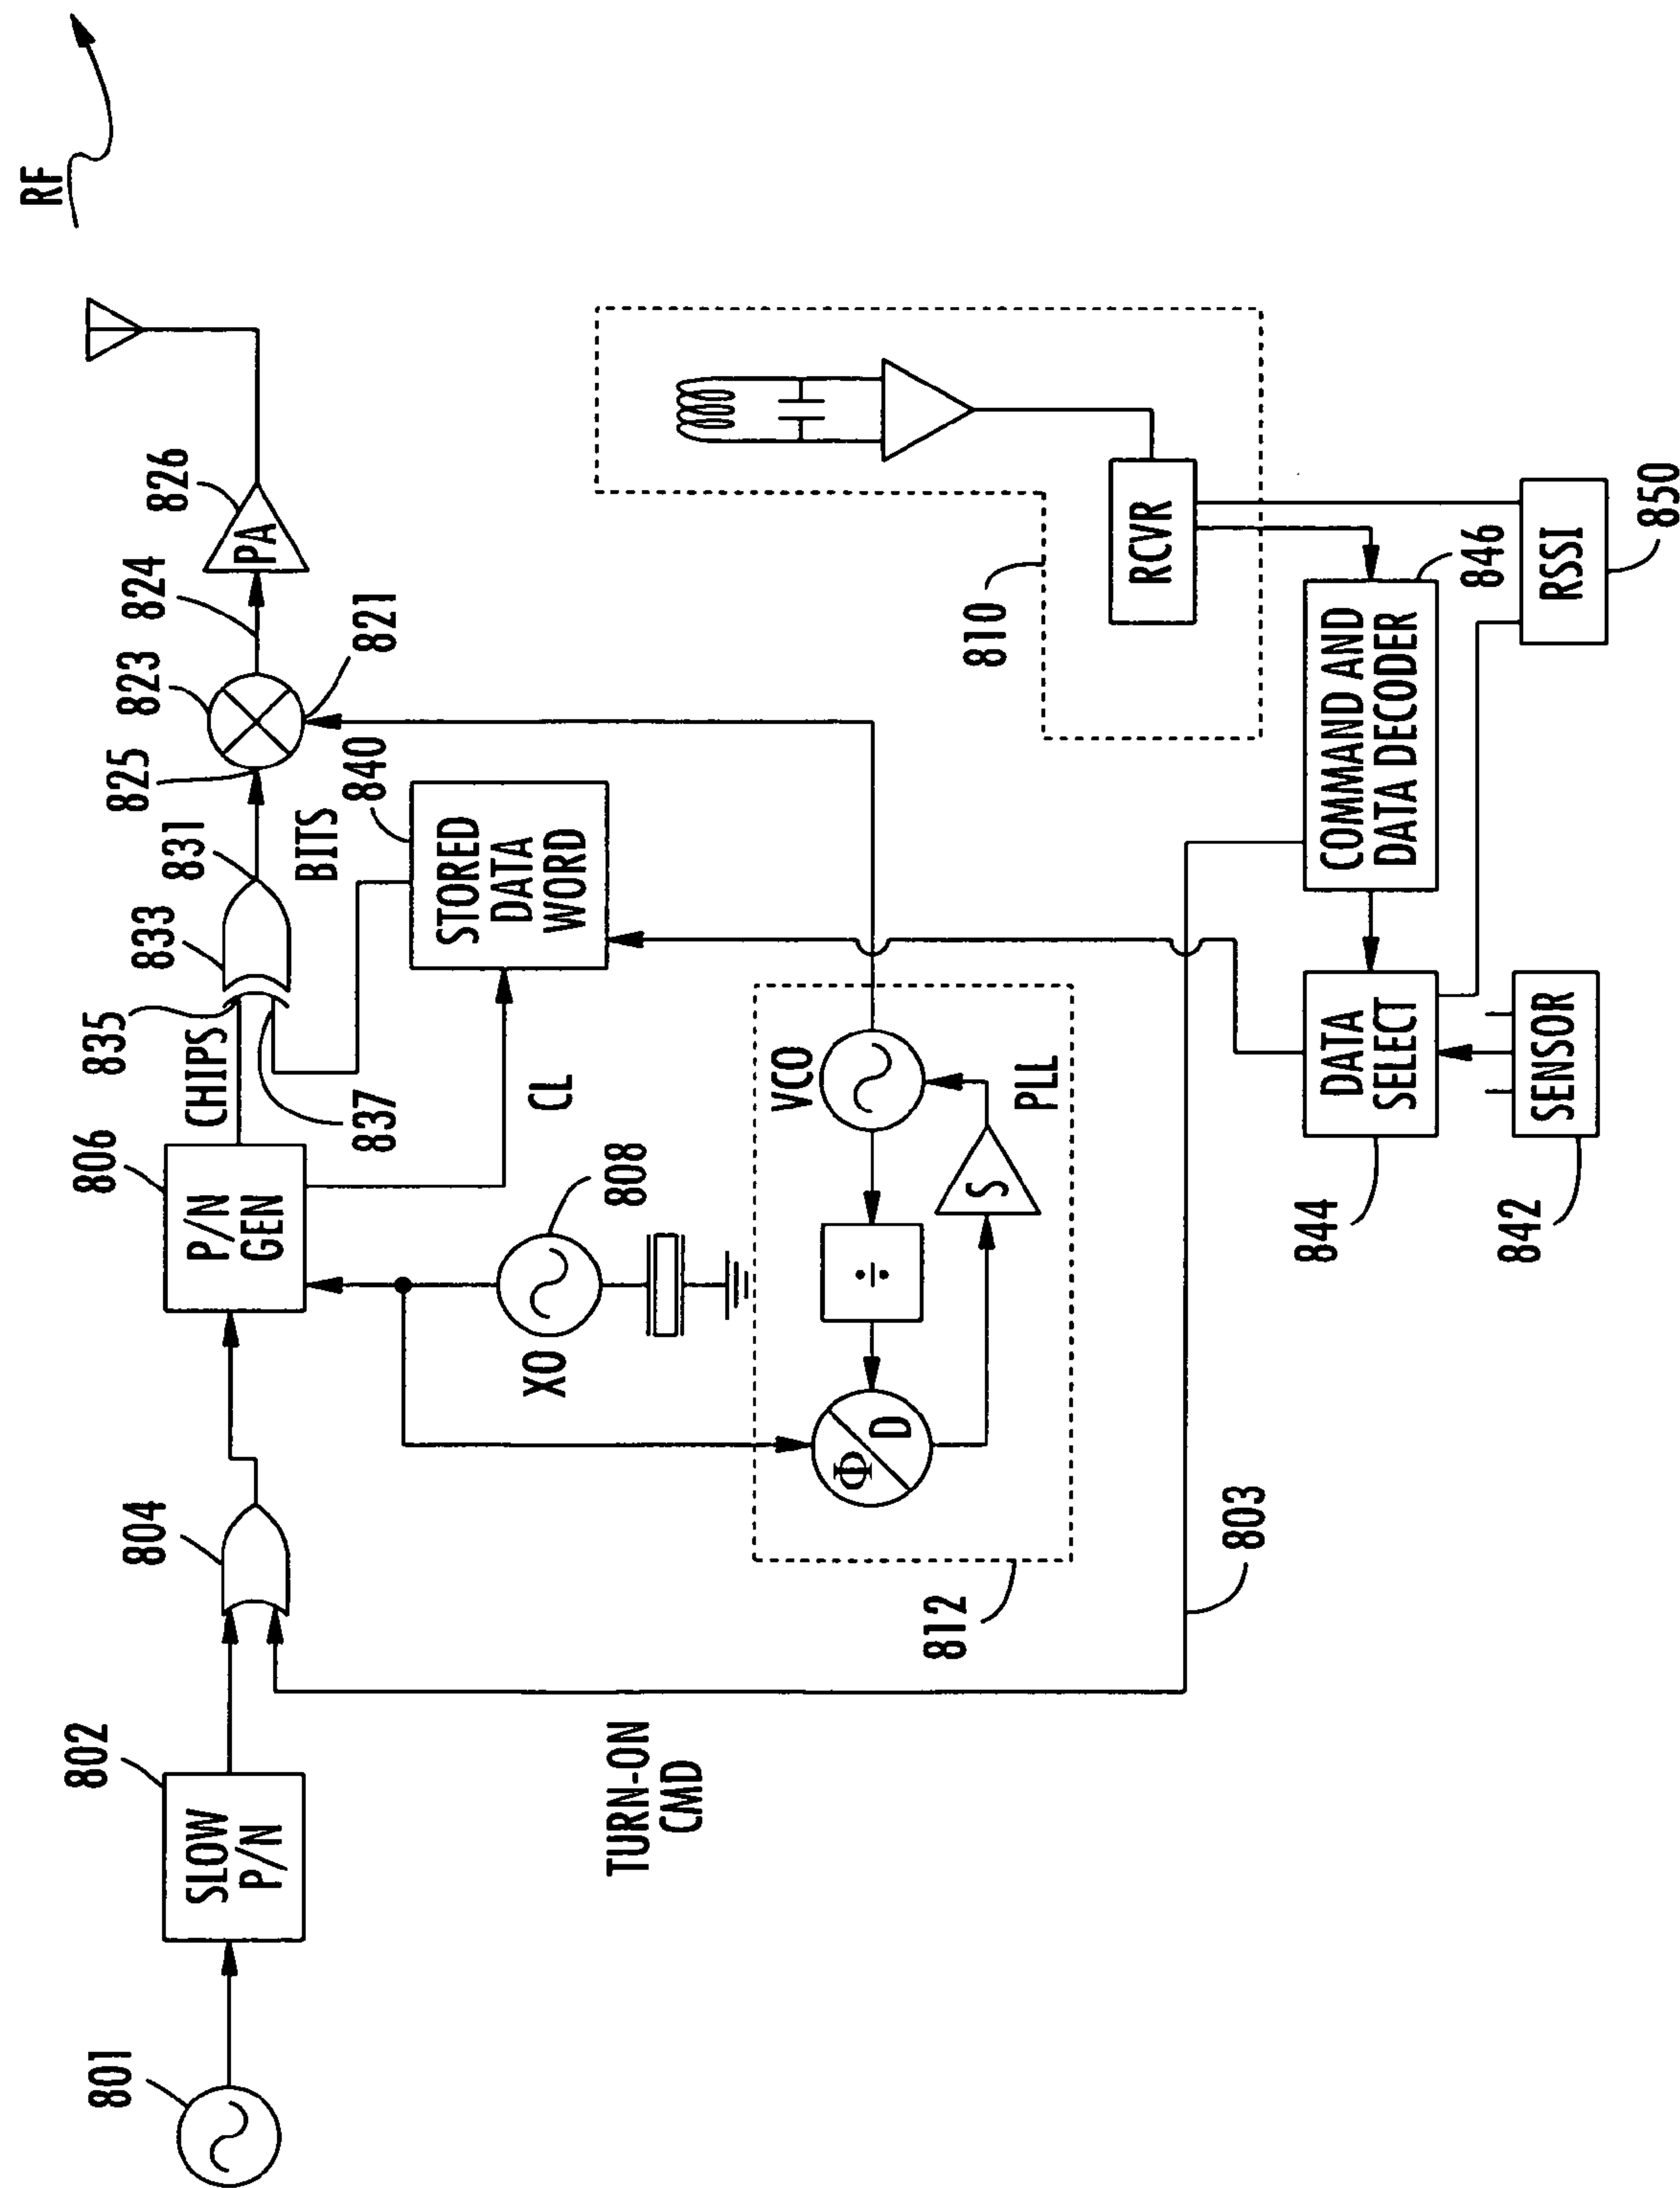 RF
801
802
SLOW
P/N
804
806
P/N
GEN
CHIPS
835
837
833
831
BITS
825
823
824
821
826
PA
840
STORED
DATA
WORD
CL
XO
808
TURN-ON
CMD
812
Φ
D
÷
VCO
S
PLL
803
810
RCVR
844
DATA
SELECT
846
COMMAND AND
DATA DECODER
842
SENSOR
850
RSSI